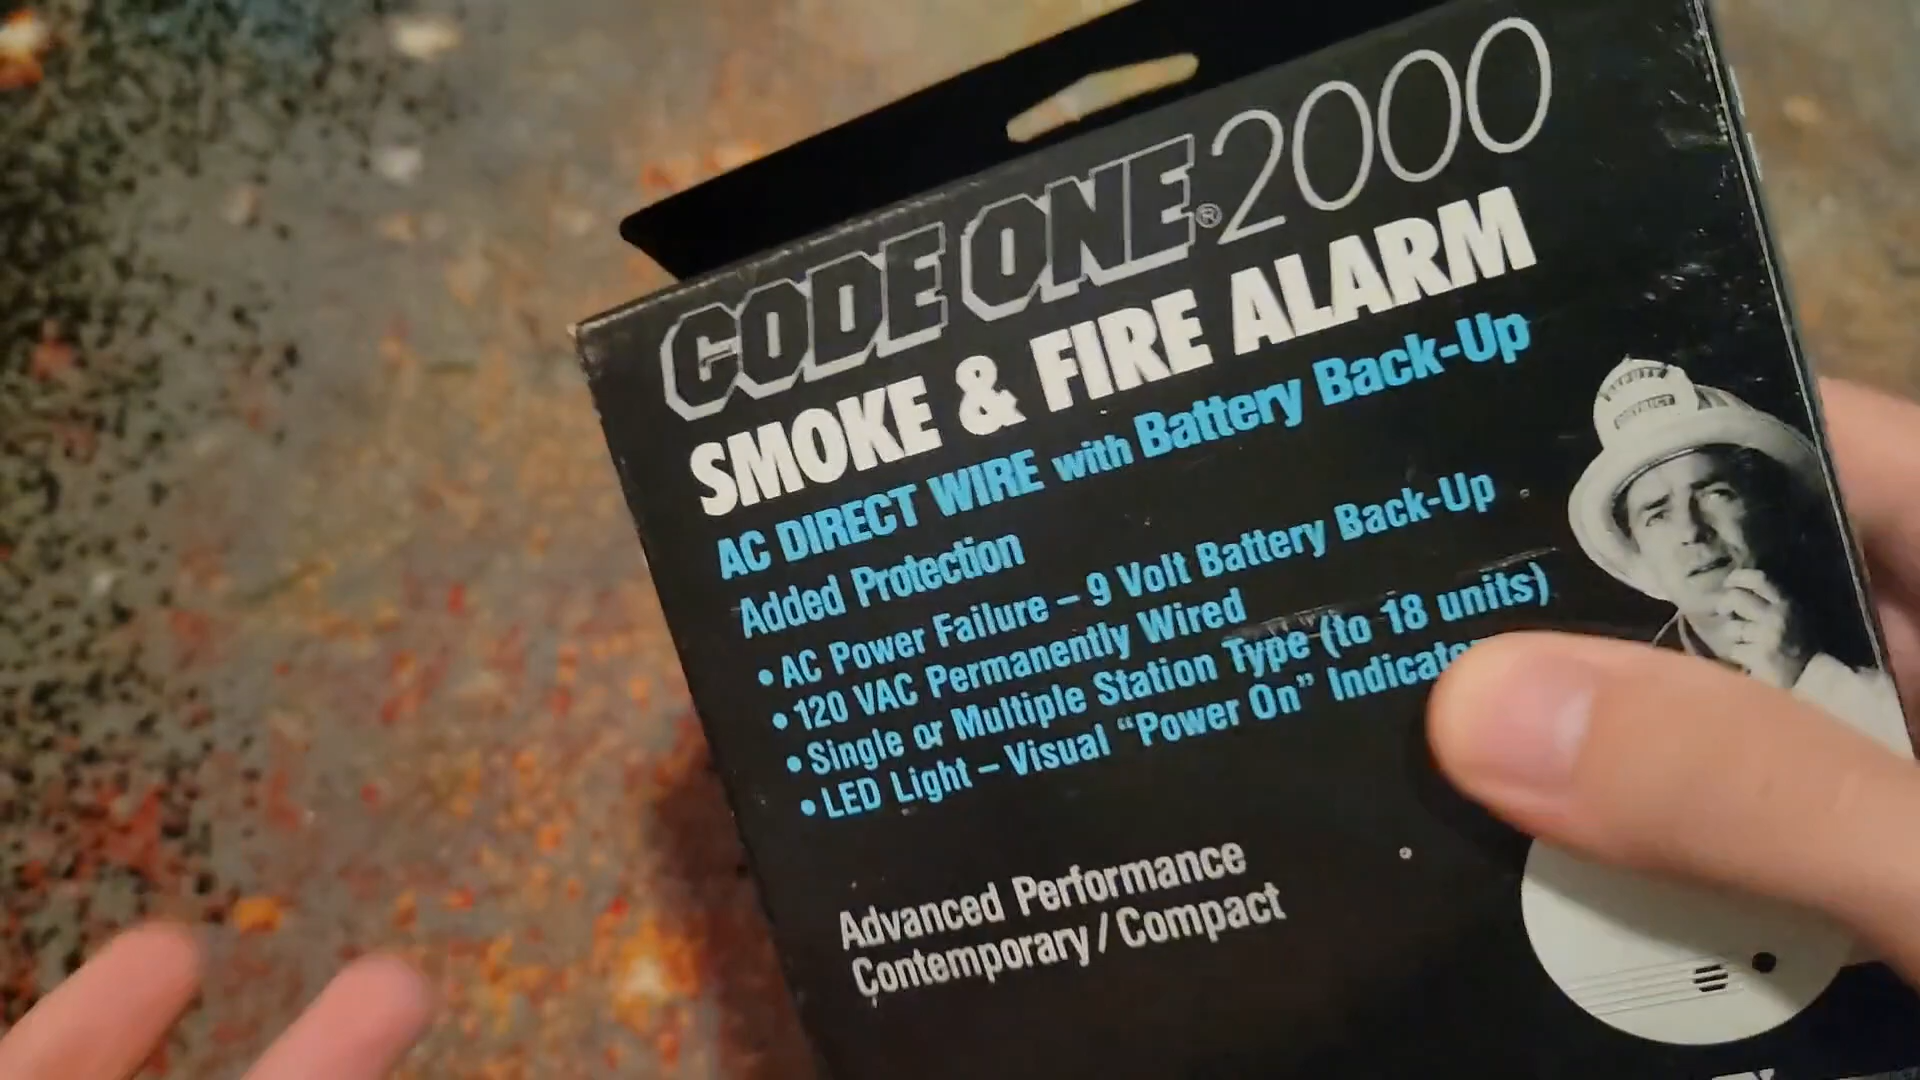 CODE ONE® 2000
SMOKE & FIRE ALARM
AC DIRECT WIRE with Battery Back-Up
Added Protection
• AC Power Failure – 9 Volt Battery Back-Up
• 120 VAC Permanently Wired
• Single or Multiple Station Type (to 18 units)
• LED Light – Visual “Power On”
Advanced Performance
Contemporary / Compact
DEPUTY
DISTRICT